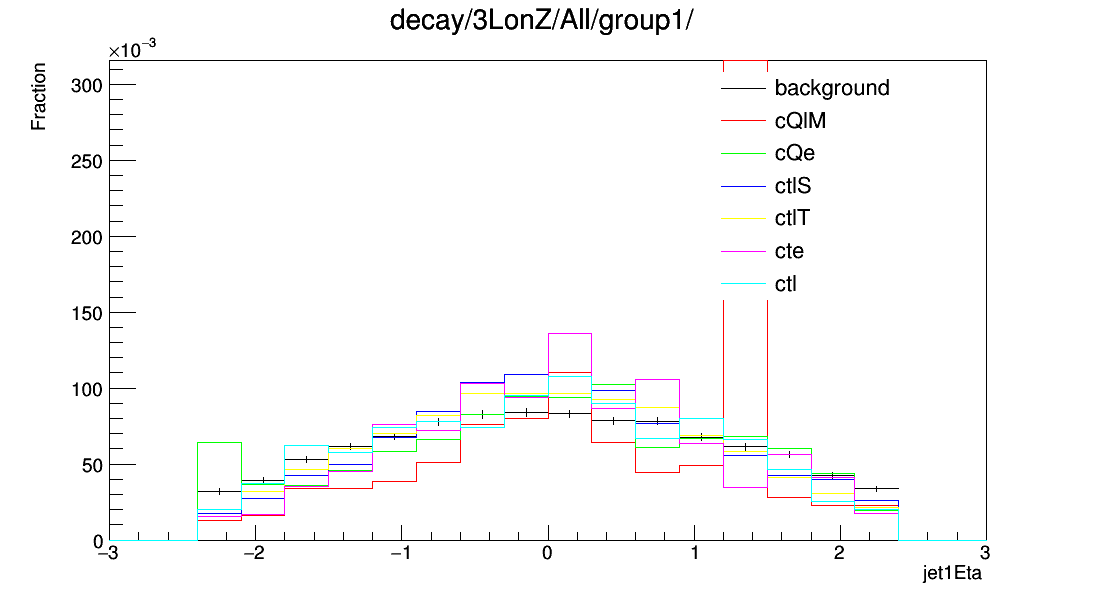 decay/3LonZ/All/group1/
×10⁻³
Fraction
300
250
200
150
100
50
0
−3
−2
−1
0
1
2
3
jet1Eta
background
cQlM
cQe
ctlS
ctlT
cte
ctl